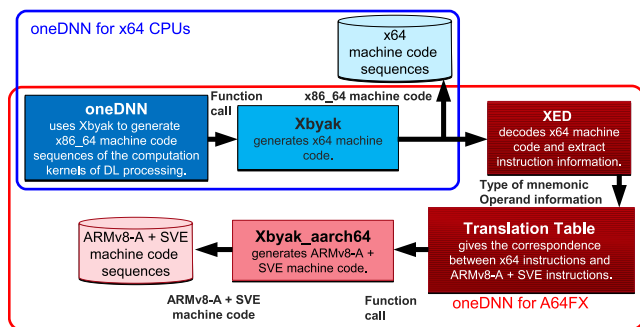 oneDNN for x64 CPUs
x64
machine code
sequences
Function
call
x86_64 machine code
oneDNN
uses Xbyak to generate
x86_64 machine code
sequences of the computation
kernels of DL processing.
Xbyak
generates x64 machine
code.
XED
decodes x64 machine
code and extract
instruction information.
Type of mnemonic
Operand information
ARMv8-A + SVE
machine code
sequences
Xbyak_aarch64
generates ARMv8-A +
SVE machine code.
Translation Table
gives the correspondence
between x64 instructions and
ARMv8-A + SVE instructions.
ARMv8-A + SVE
machine code
Function
call
oneDNN for A64FX